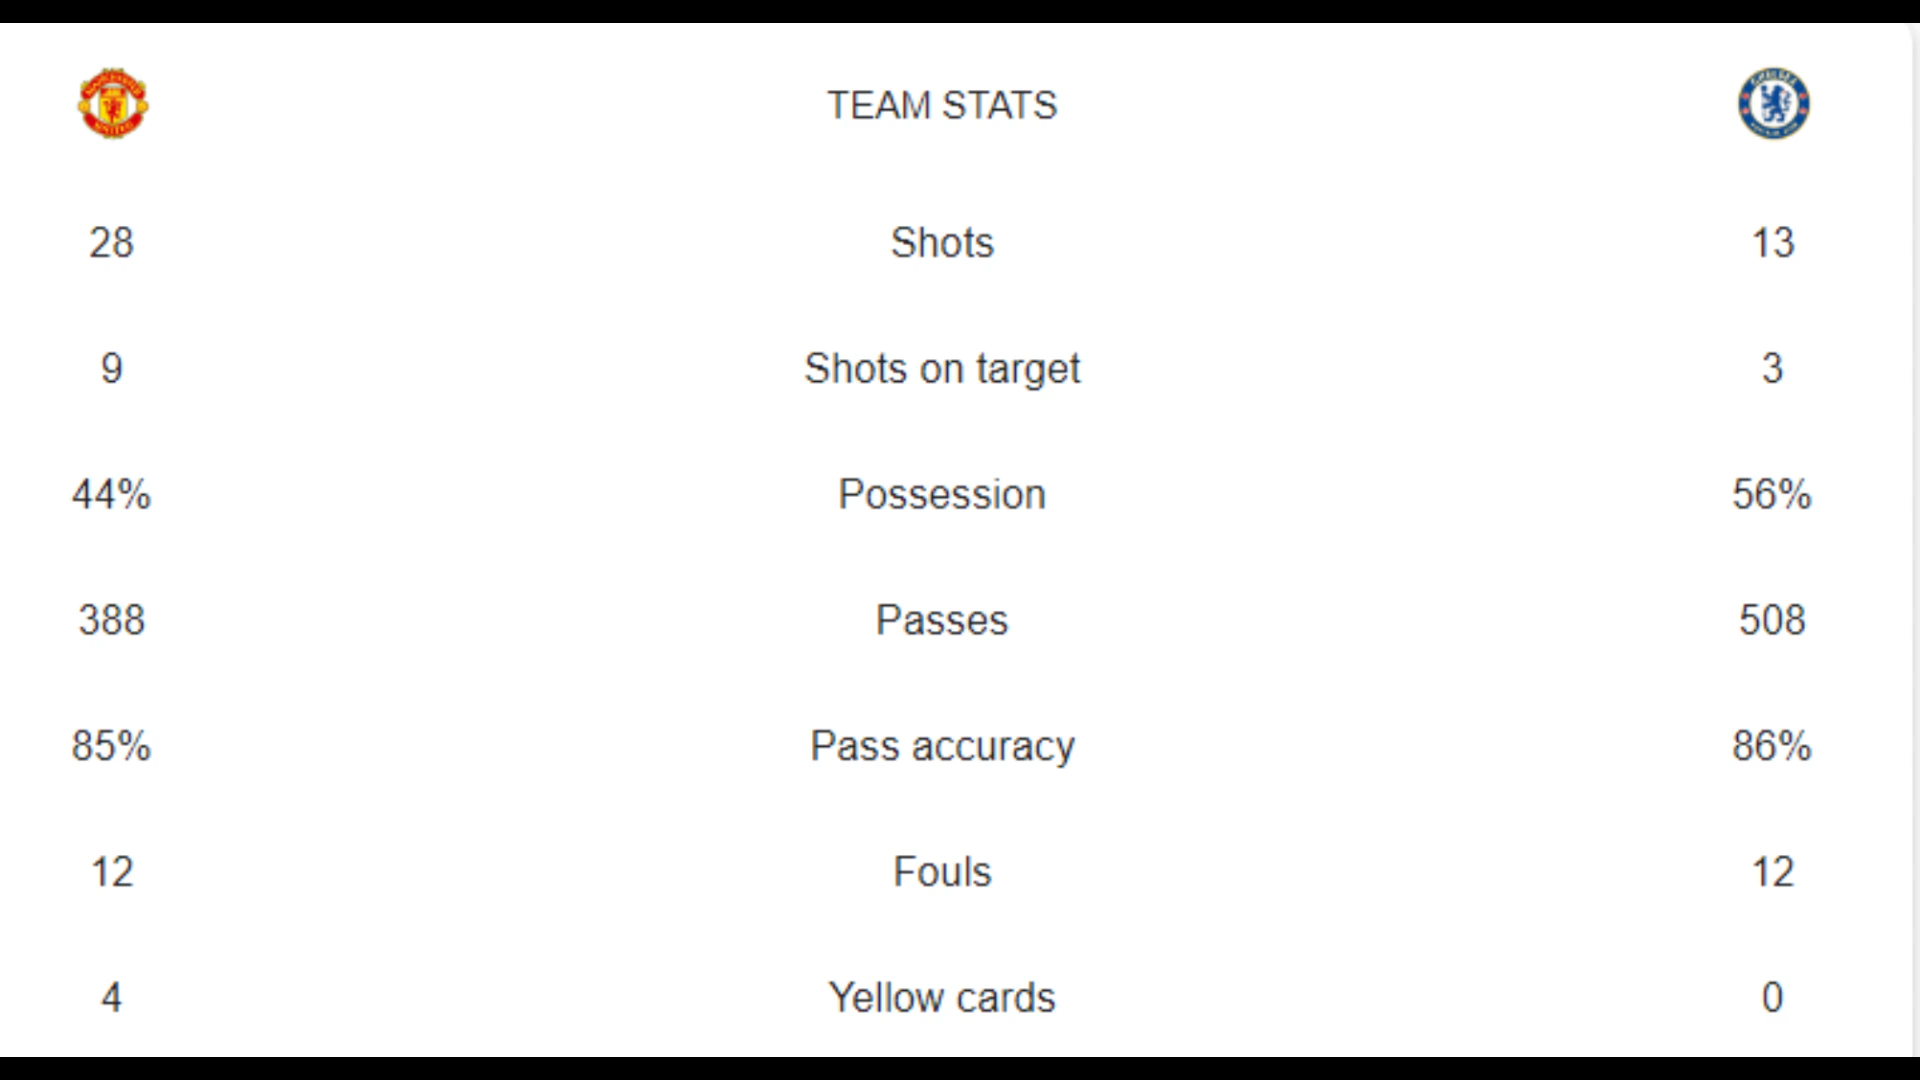 TEAM STATS
28 Shots 13
9 Shots on target 3
44% Possession 56%
388 Passes 508
85% Pass accuracy 86%
12 Fouls 12
4 Yellow cards 0